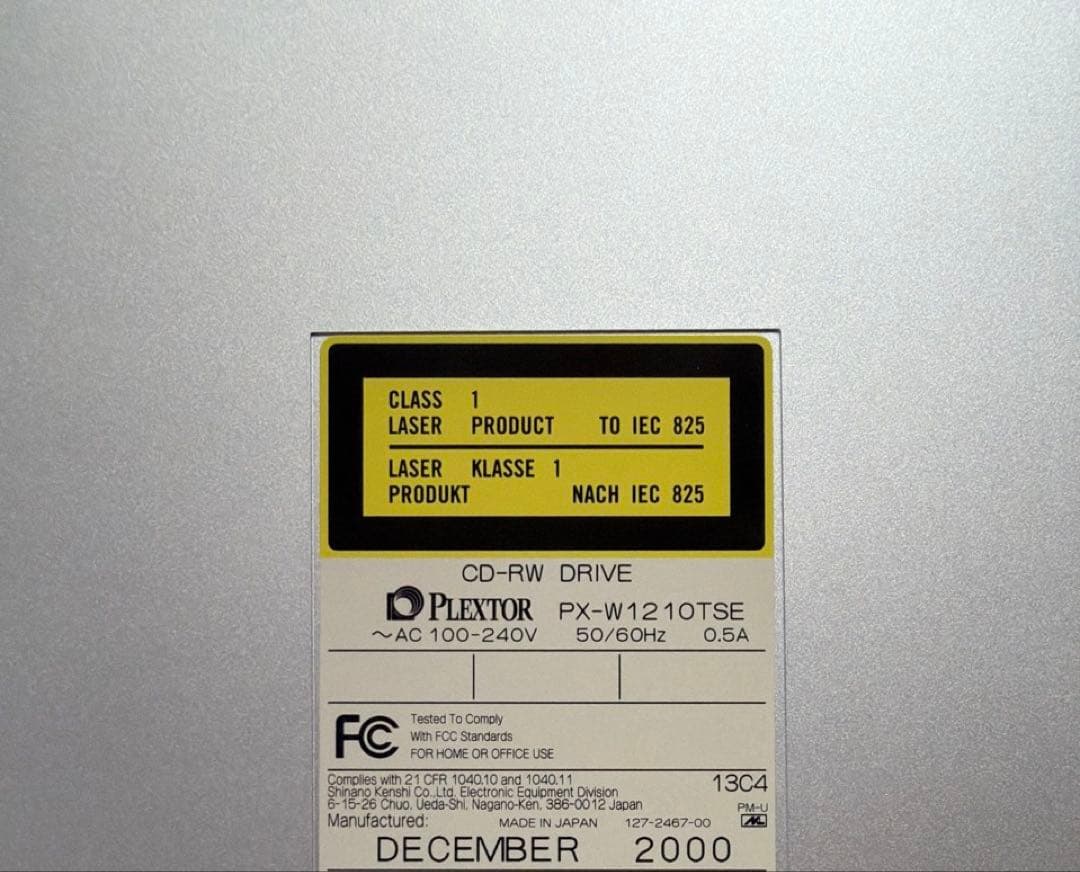 CLASS 1
LASER PRODUCT TO IEC 825
LASER KLASSE 1
PRODUKT NACH IEC 825
CD-RW DRIVE
PLEXTOR PX-W1210TSE
~AC 100-240V 50/60Hz 0.5A
FC Tested To Comply
With FCC Standards
FOR HOME OR OFFICE USE
Complies with 21 CFR 1040.10 and 1040.11 13C4
Shinano Kenshi Co.,Ltd. Electronic Equipment Division
6-15-26 Chuo, Ueda-Shi, Nagano-Ken, 386-0012 Japan PM-U
Manufactured: MADE IN JAPAN 127-2467-00
DECEMBER 2000